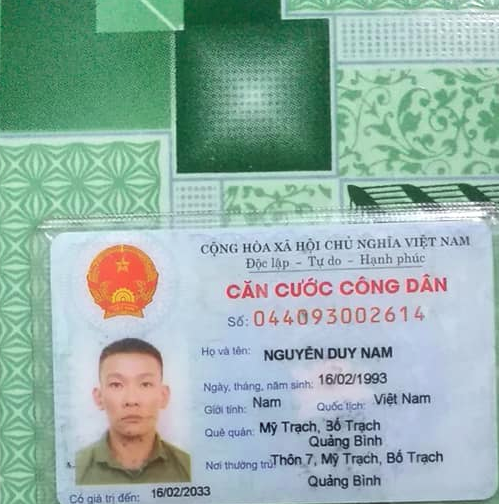 CỘNG HÒA XÃ HỘI CHỦ NGHĨA VIỆT NAM
Độc lập - Tự do - Hạnh phúc
CĂN CƯỚC CÔNG DÂN
Số: 044093002614
Họ và tên: NGUYỄN DUY NAM
Ngày, tháng, năm sinh: 16/02/1993
Giới tính: Nam Quốc tịch: Việt Nam
Quê quán: Mỹ Trạch, Bố Trạch
Quảng Bình
Nơi thường trú: Thôn 7, Mỹ Trạch, Bố Trạch
Quảng Bình
Có giá trị đến: 16/02/2033